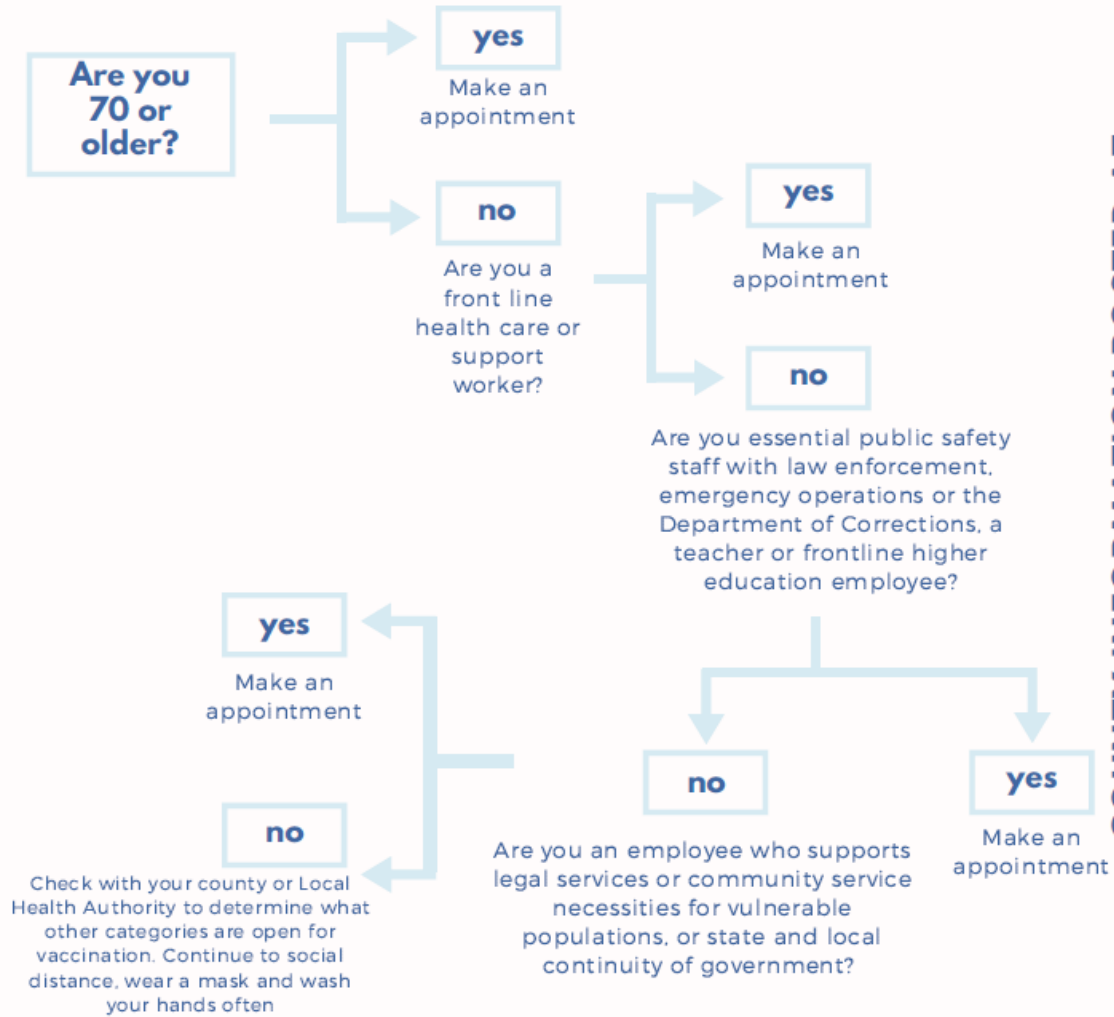 Are you
70 or
older?
yes
Make an
appointment
no
Are you a
front line
health care or
support
worker?
yes
Make an
appointment
no
Are you essential public safety
staff with law enforcement,
emergency operations or the
Department of Corrections, a
teacher or frontline higher
education employee?
yes
Make an
appointment
no
Are you an employee who supports
legal services or community service
necessities for vulnerable
populations, or state and local
continuity of government?
yes
Make an
appointment
no
Check with your county or Local
Health Authority to determine what
other categories are open for
vaccination. Continue to social
distance, wear a mask and wash
your hands often